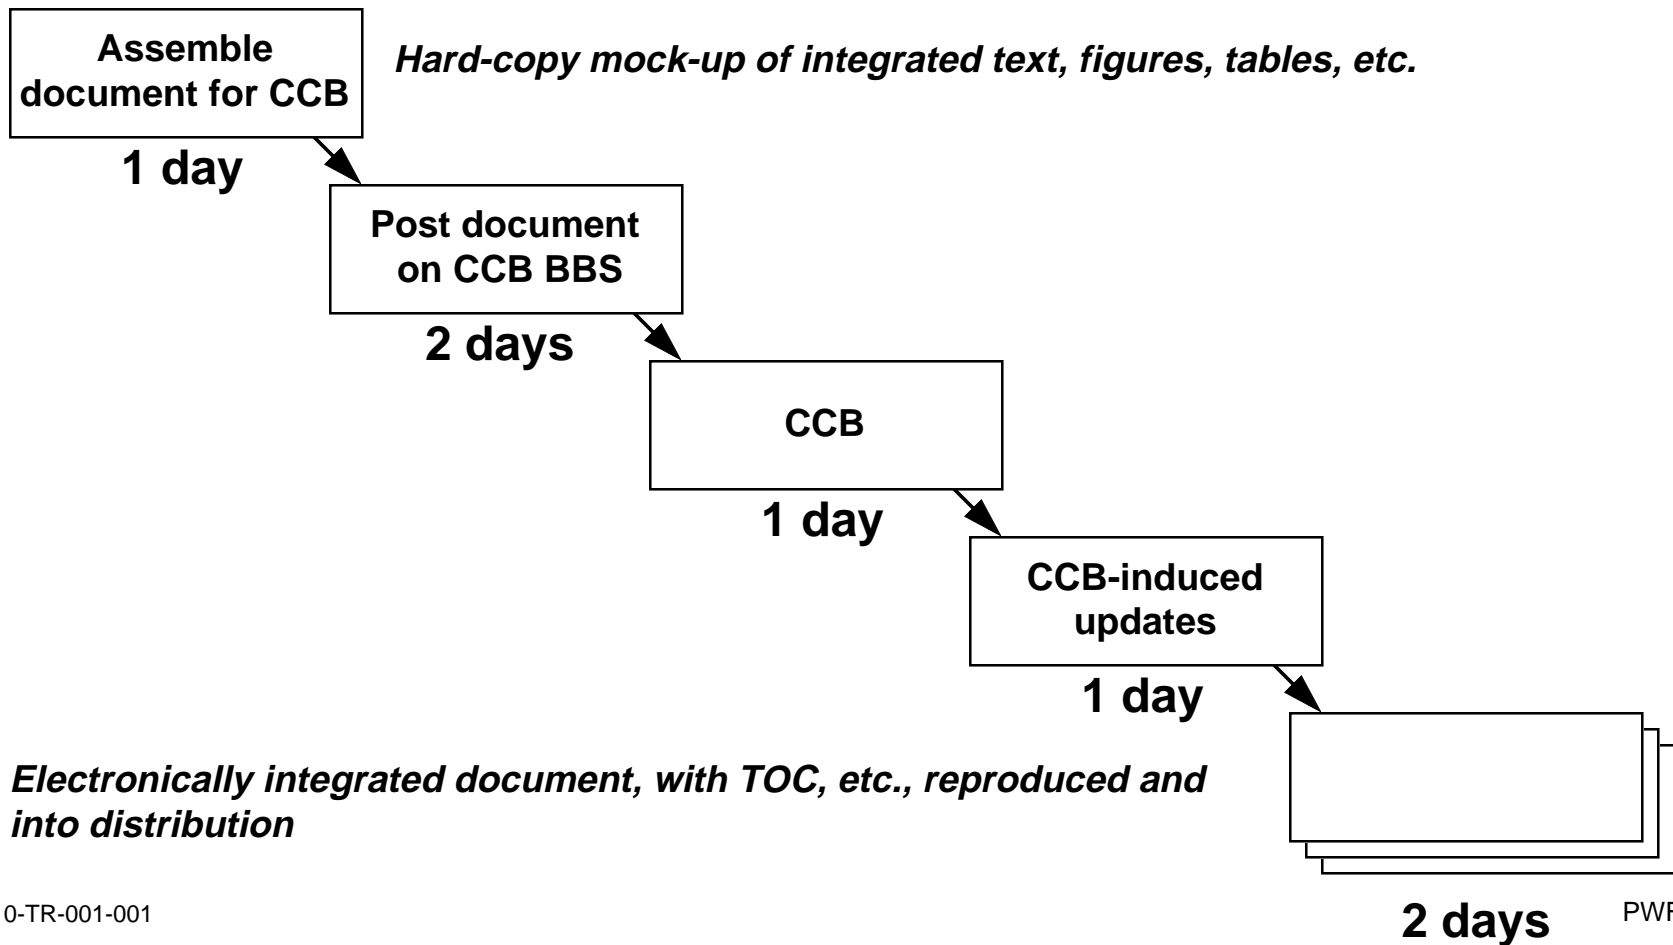 Assemble
document for CCB
Hard-copy mock-up of integrated text, figures, tables, etc.
1 day
Post document
on CCB BBS
2 days
CCB
1 day
CCB-induced
updates
1 day
Electronically integrated document, with TOC, etc., reproduced and
into distribution
2 days
0-TR-001-001